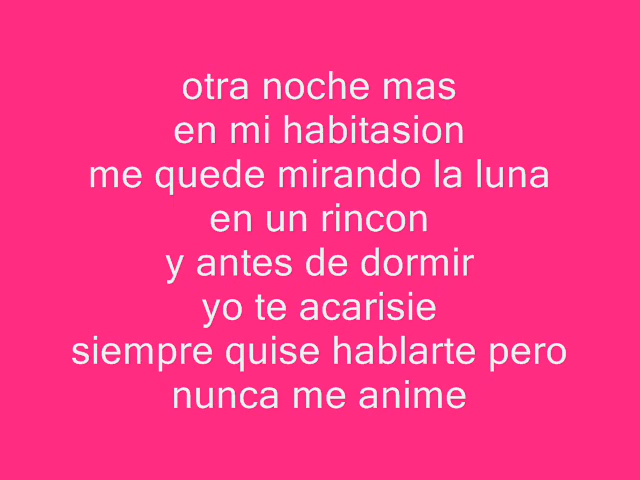 otra noche mas
en mi habitasion
me quede mirando la luna
en un rincon
y antes de dormir
yo te acarisie
siempre quise hablarte pero
nunca me anime